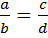 a/b = c/d